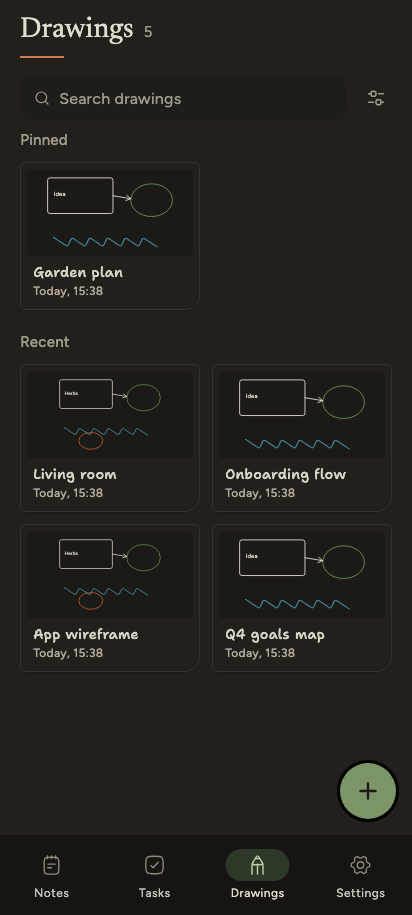 Drawings 5
Search drawings
Pinned
Idea
Garden plan
Today, 15:38
Recent
Herbs
Living room
Today, 15:38
Idea
Onboarding flow
Today, 15:38
Herbs
App wireframe
Today, 15:38
Idea
Q4 goals map
Today, 15:38
Notes
Tasks
Drawings
Settings